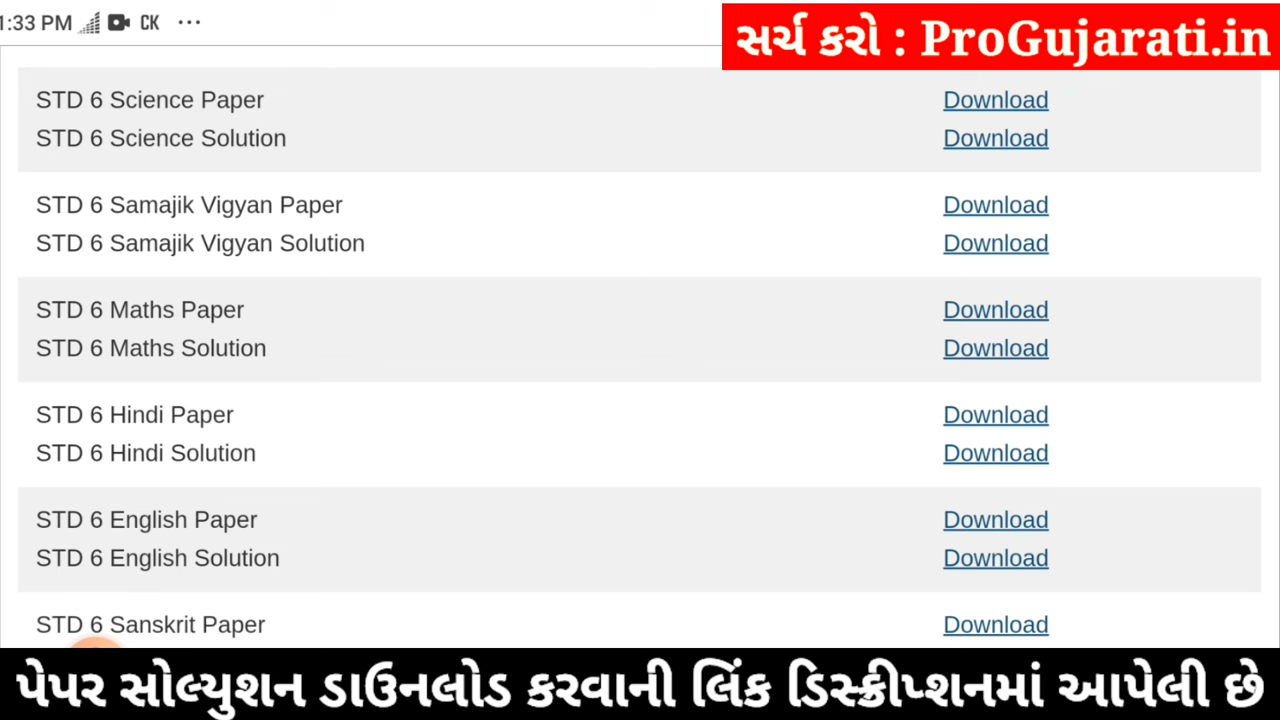 1:33 PM CK ...
સર્ચ કરો : ProGujarati.in
STD 6 Science Paper Download
STD 6 Science Solution Download
STD 6 Samajik Vigyan Paper Download
STD 6 Samajik Vigyan Solution Download
STD 6 Maths Paper Download
STD 6 Maths Solution Download
STD 6 Hindi Paper Download
STD 6 Hindi Solution Download
STD 6 English Paper Download
STD 6 English Solution Download
STD 6 Sanskrit Paper Download
પેપર સોલ્યુશન ડાઉનલોડ કરવાની લિંક ડિસ્ક્રીપ્શનમાં આપેલી છે